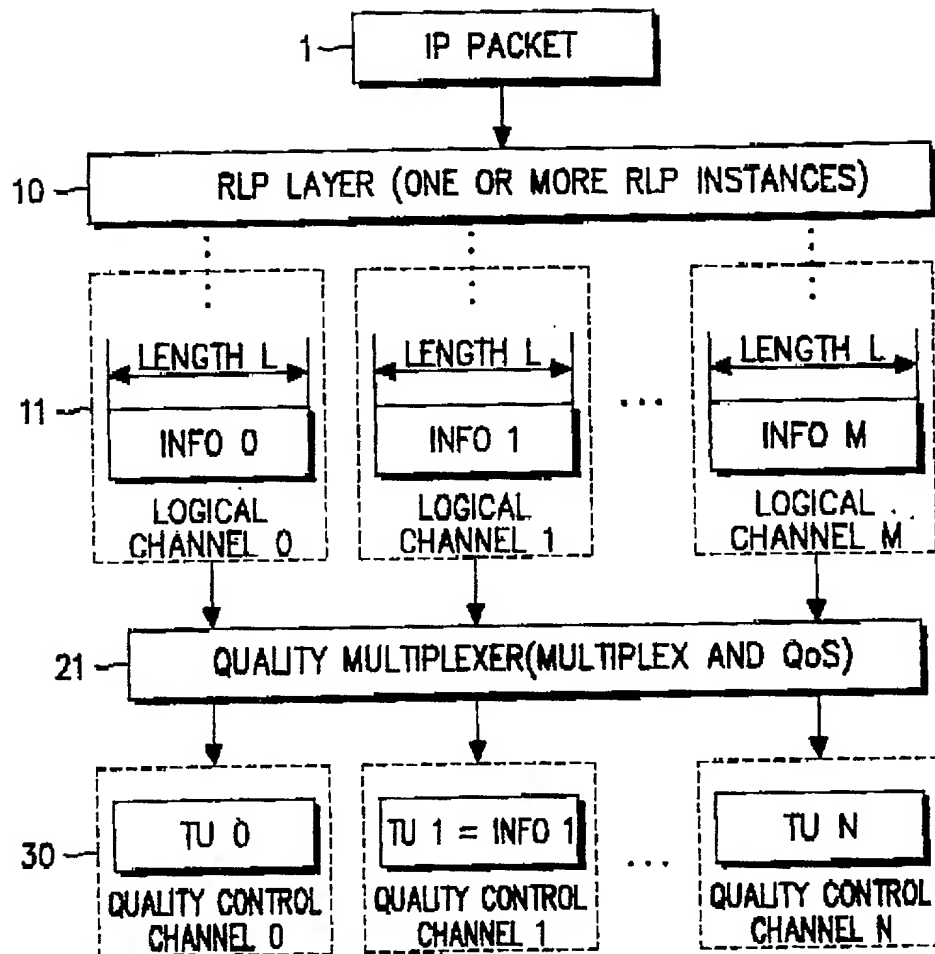 1
IP PACKET
10
RLP LAYER (ONE OR MORE RLP INSTANCES)
LENGTH L
LENGTH L
LENGTH L
11
INFO 0
INFO 1
...
INFO M
LOGICAL
CHANNEL 0
LOGICAL
CHANNEL 1
LOGICAL
CHANNEL M
21
QUALITY MULTIPLEXER(MULTIPLEX AND QoS)
30
TU 0
TU 1 = INFO 1
...
TU N
QUALITY CONTROL
CHANNEL 0
QUALITY CONTROL
CHANNEL 1
QUALITY CONTROL
CHANNEL N